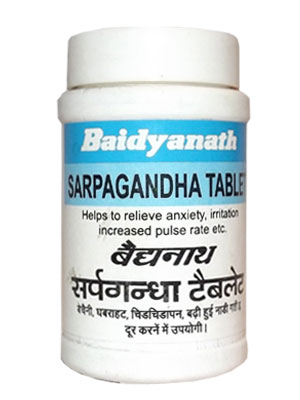 Baidyanath
SARPAGANDHA TABLET
Helps to relieve anxiety, irritation
increased pulse rate etc.
बैद्यनाथ
सर्पगन्धा टैबलेट
बेचैनी, घबराहट, चिडचिडापन, बढ़ी हुई नाडी
दूर करनें में उपयोगी।